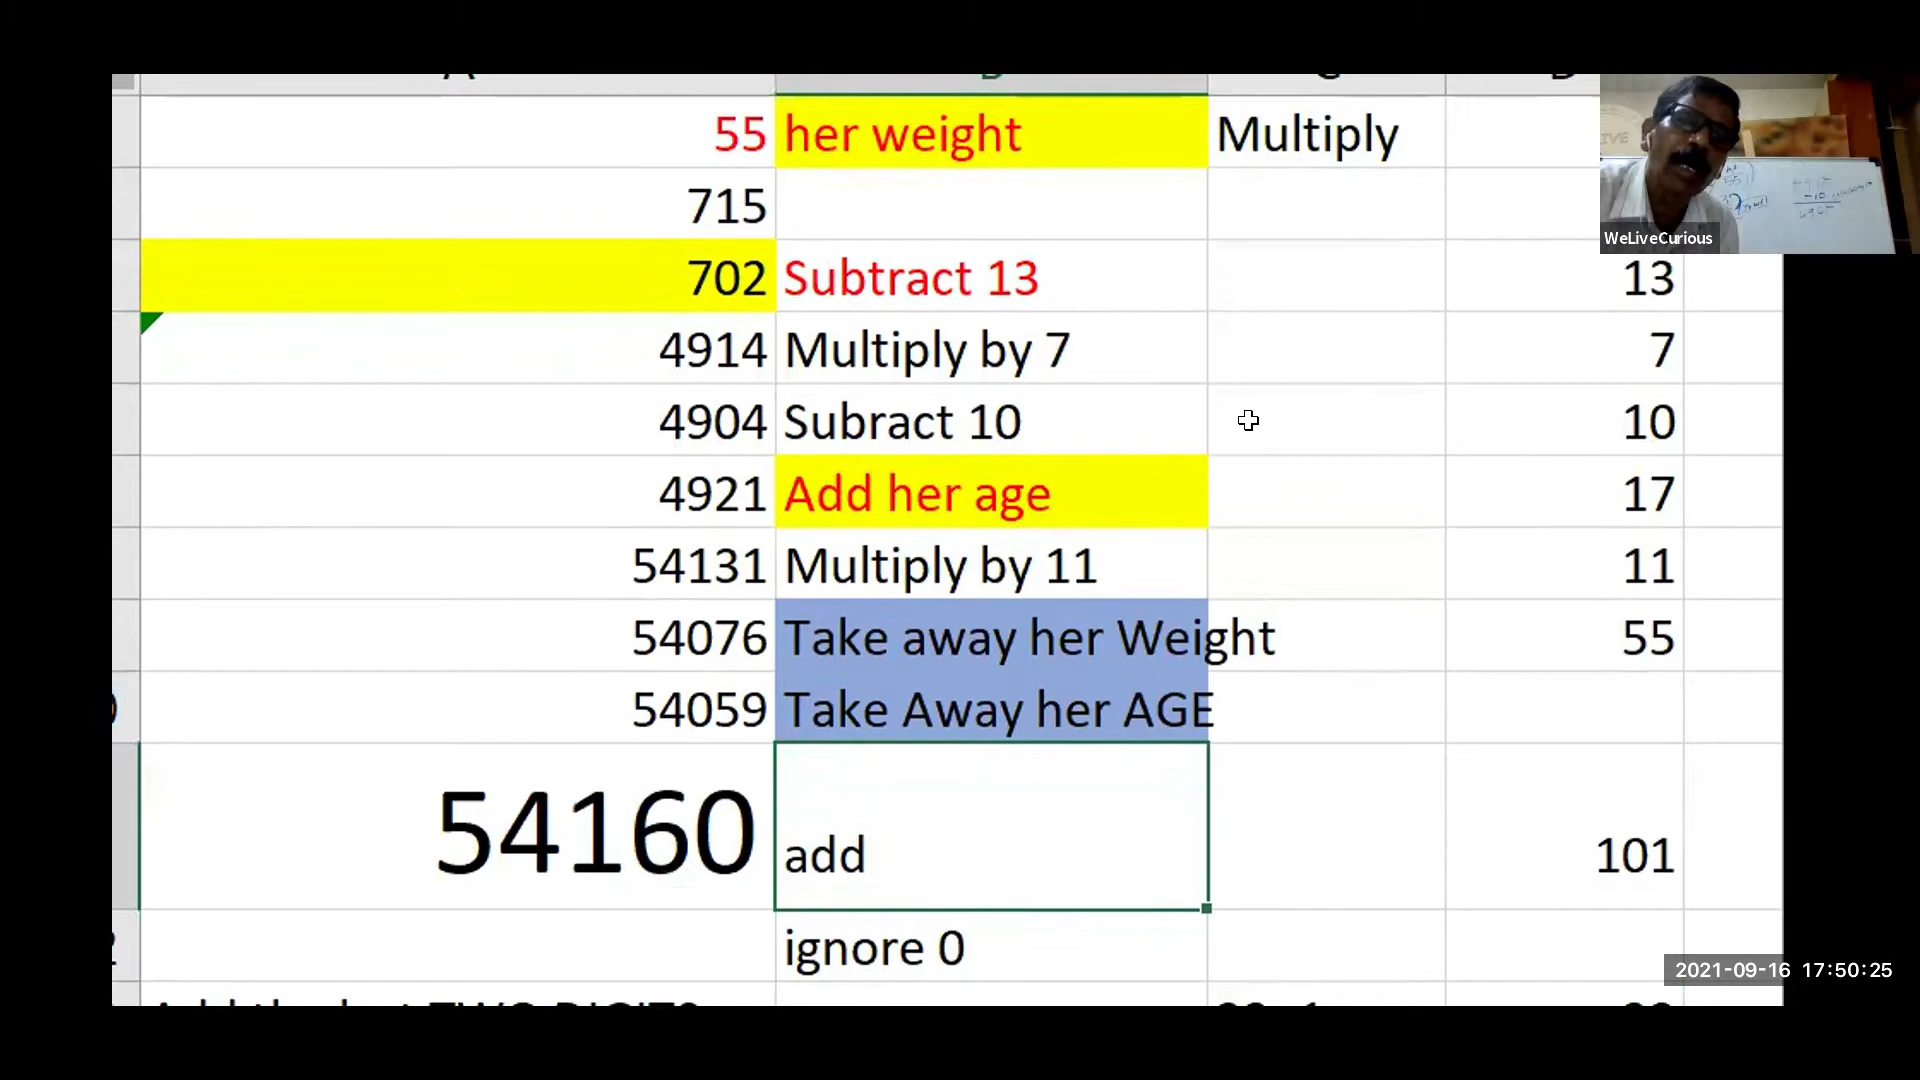 55 her weight Multiply
715
702 Subtract 13 13
4914 Multiply by 7 7
4904 Subract 10 10
4921 Add her age 17
54131 Multiply by 11 11
54076 Take away her Weight 55
54059 Take Away her AGE
54160 add 101
ignore 0
WeLiveCurious
2021-09-16 17:50:25